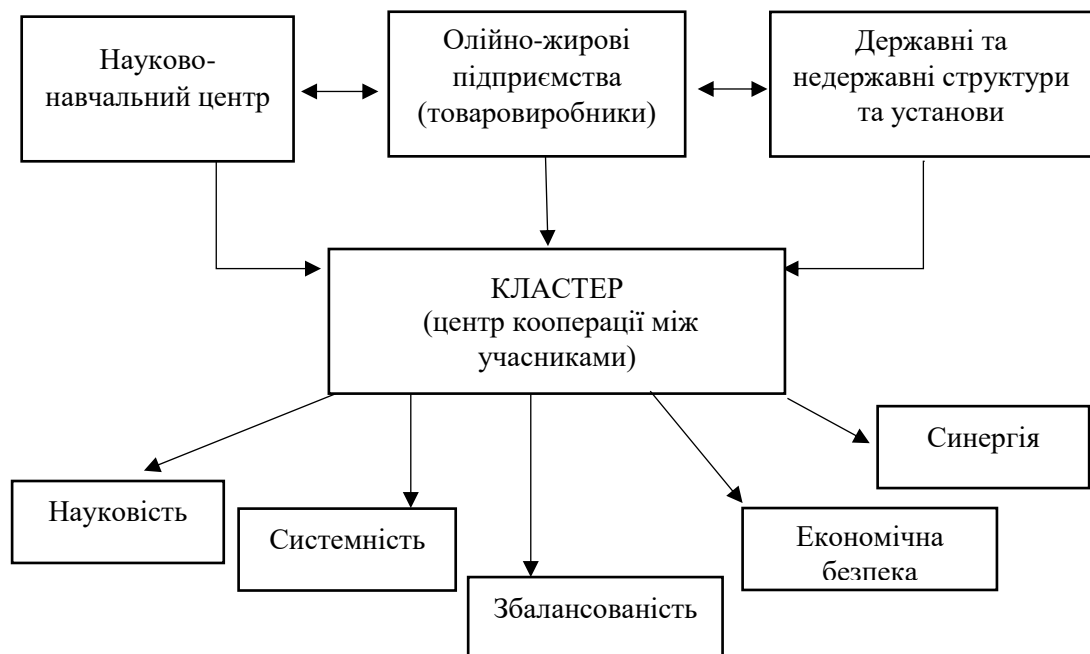 Науково-
навчальний центр
Олійно-жирові
підприємства
(товаровиробники)
Державні та
недержавні структури
та установи
КЛАСТЕР
(центр кооперації між
учасниками)
Синергія
Науковість
Системність
Економічна
безпека
Збалансованість